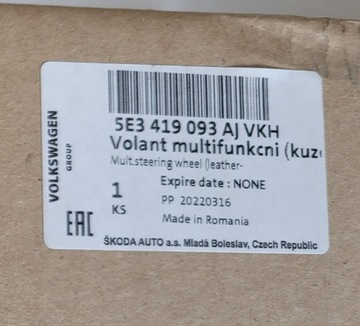 VOLKSWAGEN
GROUP
5E3 419 093 AJ VKH
Volant multifunkcni (kuz
Mult.steering wheel (leather-
1
KS
Expire date : NONE
PP 20220316
Made in Romania
EAC
ŠKODA AUTO a.s. Mladá Boleslav, Czech Republic